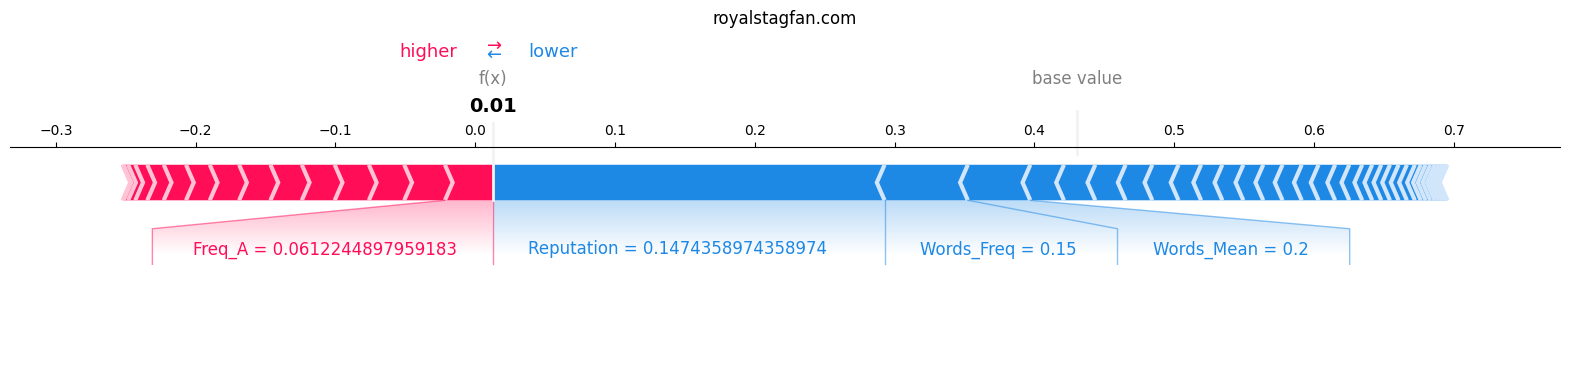 royalstagfan.com
higher → lower
←
f(x) base value
0.01
−0.3 −0.2 −0.1 0.0 0.1 0.2 0.3 0.4 0.5 0.6 0.7
Freq_A = 0.0612244897959183 Reputation = 0.1474358974358974 Words_Freq = 0.15 Words_Mean = 0.2